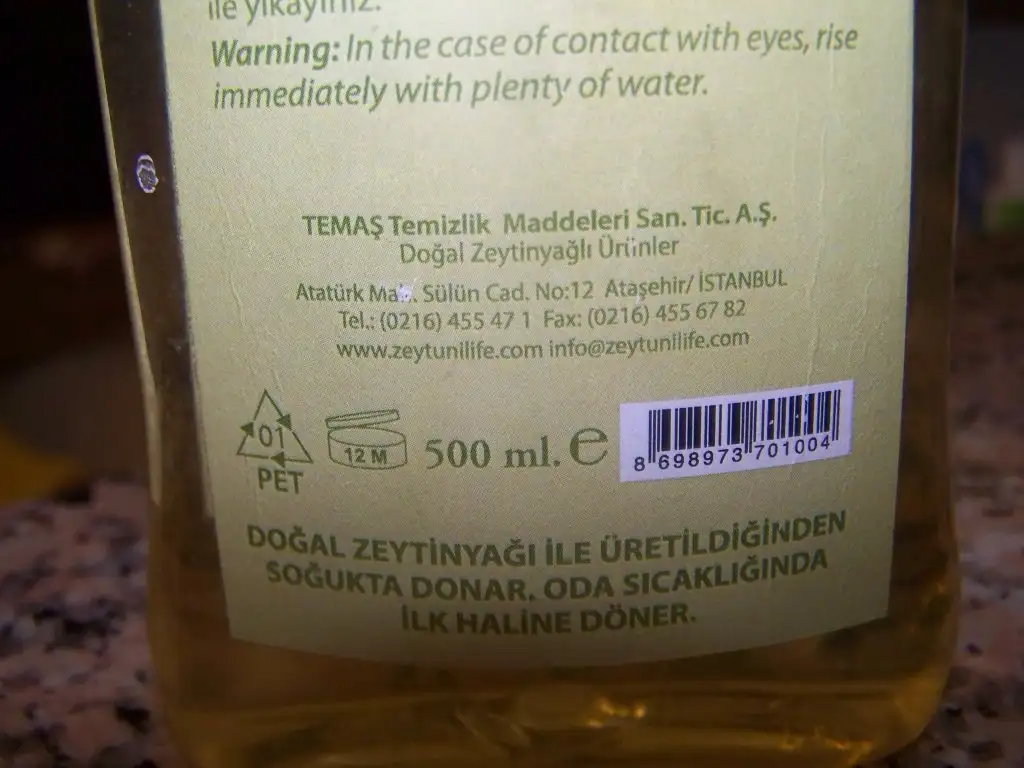 ile yıkayınız.
Warning: In the case of contact with eyes, rise
immediately with plenty of water.
TEMAŞ Temizlik Maddeleri San. Tic. A.Ş.
Doğal Zeytinyağlı Ürünler
Atatürk Sülün Cad. No:12 Ataşehir/ İSTANBUL
Tel.: (0216) 455 47 1 Fax: (0216) 455 67 82
www.zeytunilife.com info@zeytunilife.com
01
PET
12 M
500 ml. e
8 698973 701004
DOĞAL ZEYTİNYAĞI İLE ÜRETİLDİĞİNDEN
SOĞUKTA DONAR. ODA SICAKLIĞINDA
İLK HALİNE DÖNER.